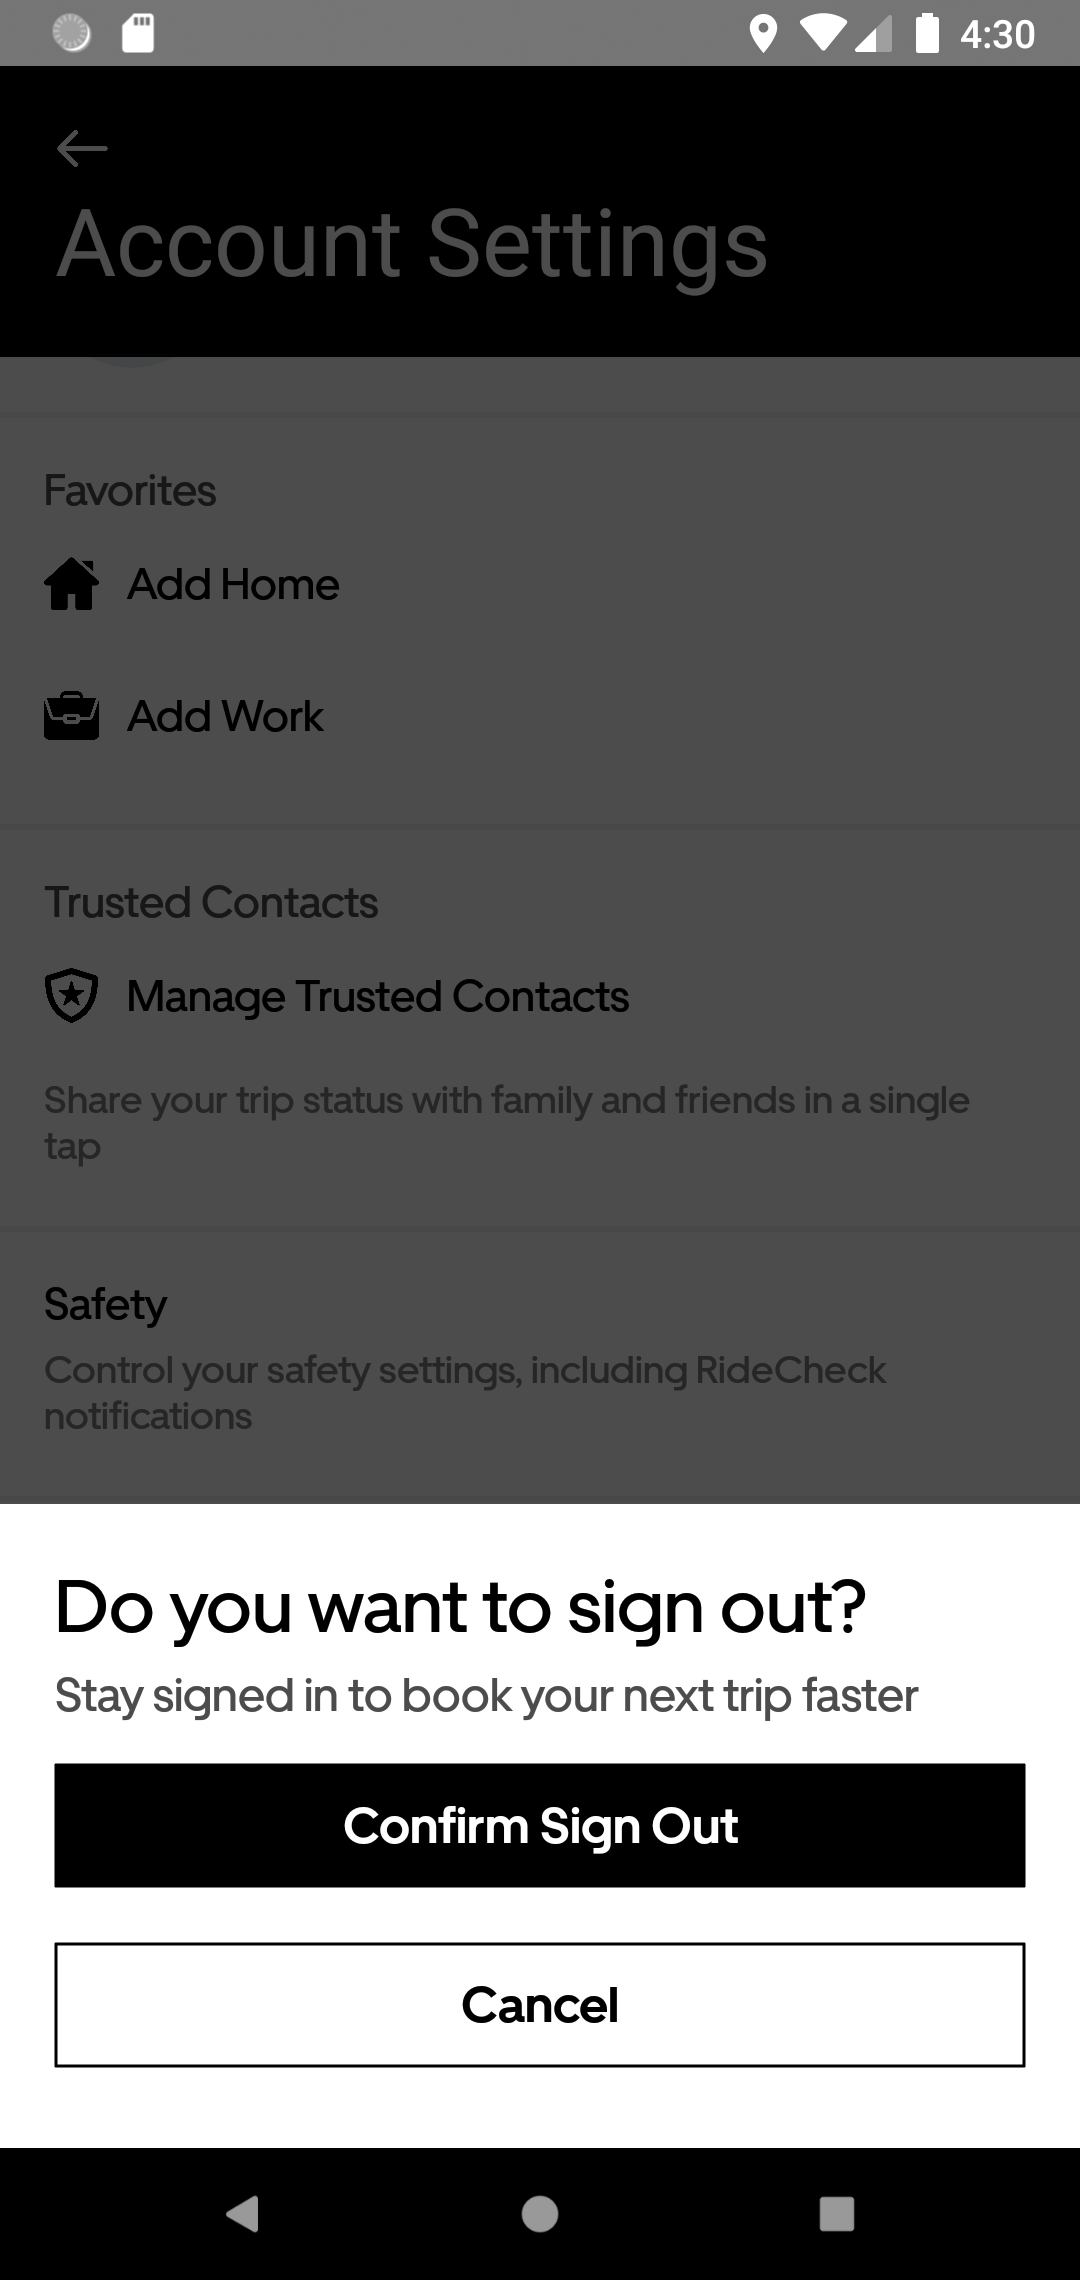 4:30
Account Settings
Favorites
Add Home
Add Work
Trusted Contacts
Manage Trusted Contacts
Share your trip status with family and friends in a single
tap
Safety
Control your safety settings, including RideCheck
notifications
Do you want to sign out?
Stay signed in to book your next trip faster
Confirm Sign Out
Cancel